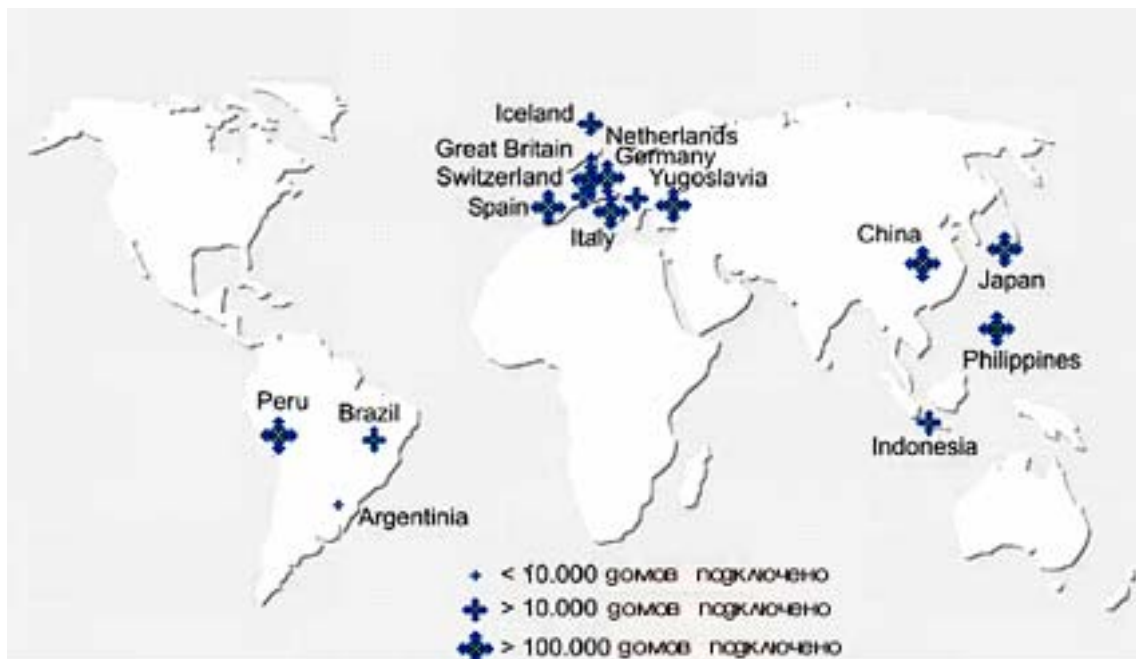 Iceland
Netherlands
Great Britain
Germany
Switzerland
Yugoslavia
Spain
Italy
China
Japan
Philippines
Peru
Brazil
Indonesia
Argentinia
< 10.000 домов подключено
> 10.000 домов подключено
> 100.000 домов подключено